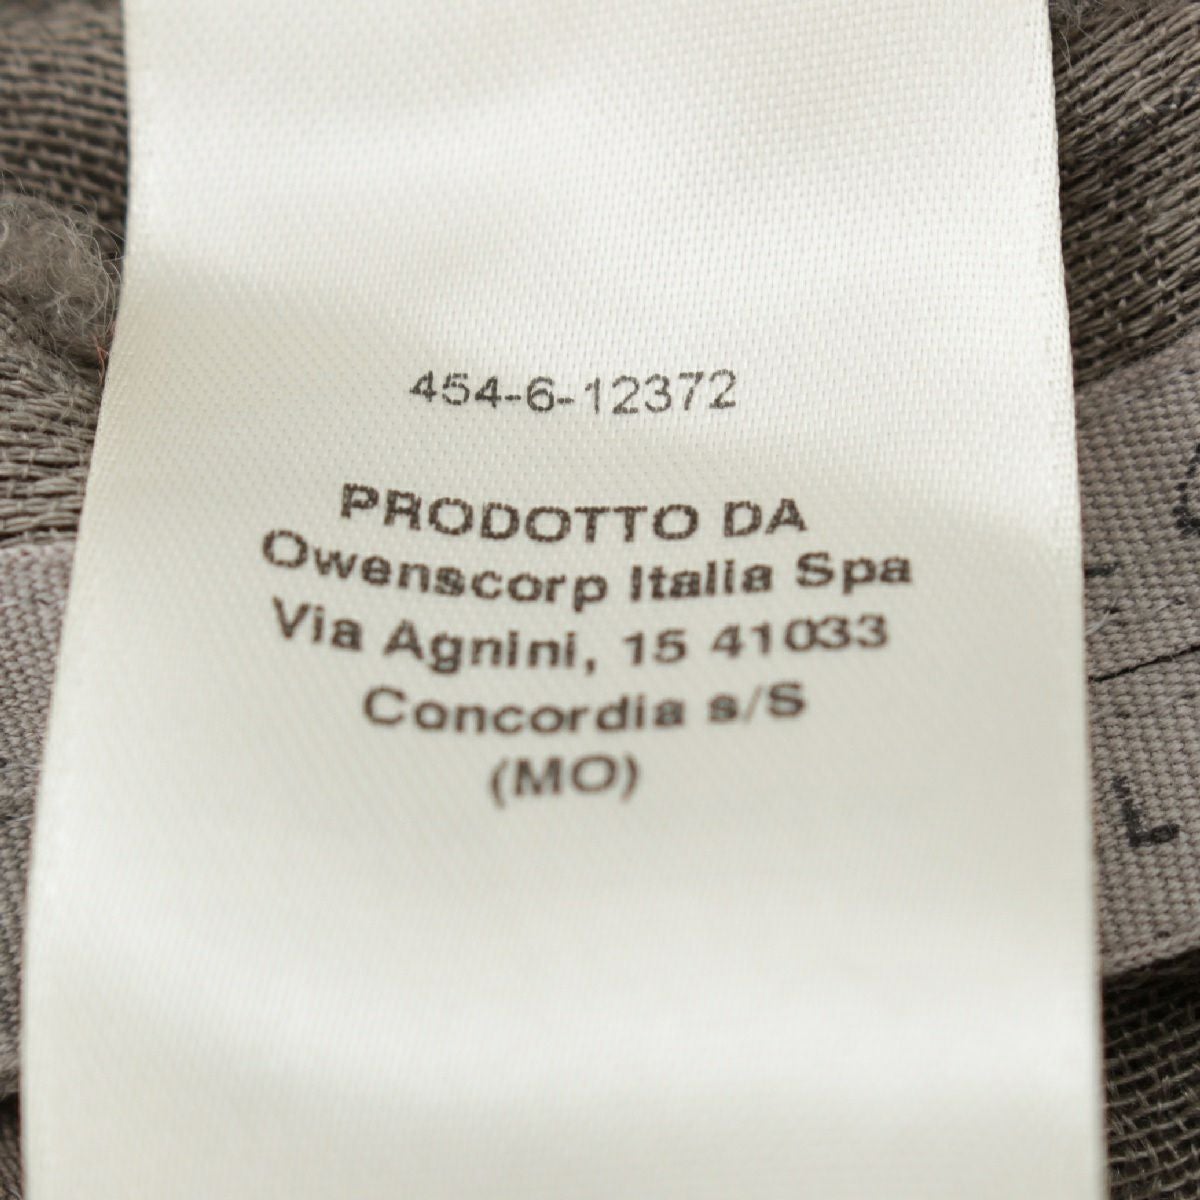 454-6-12372
PRODOTTO DA
Owenscorp Italia Spa
Via Agnini, 15 41033
Concordia s/S
(MO)